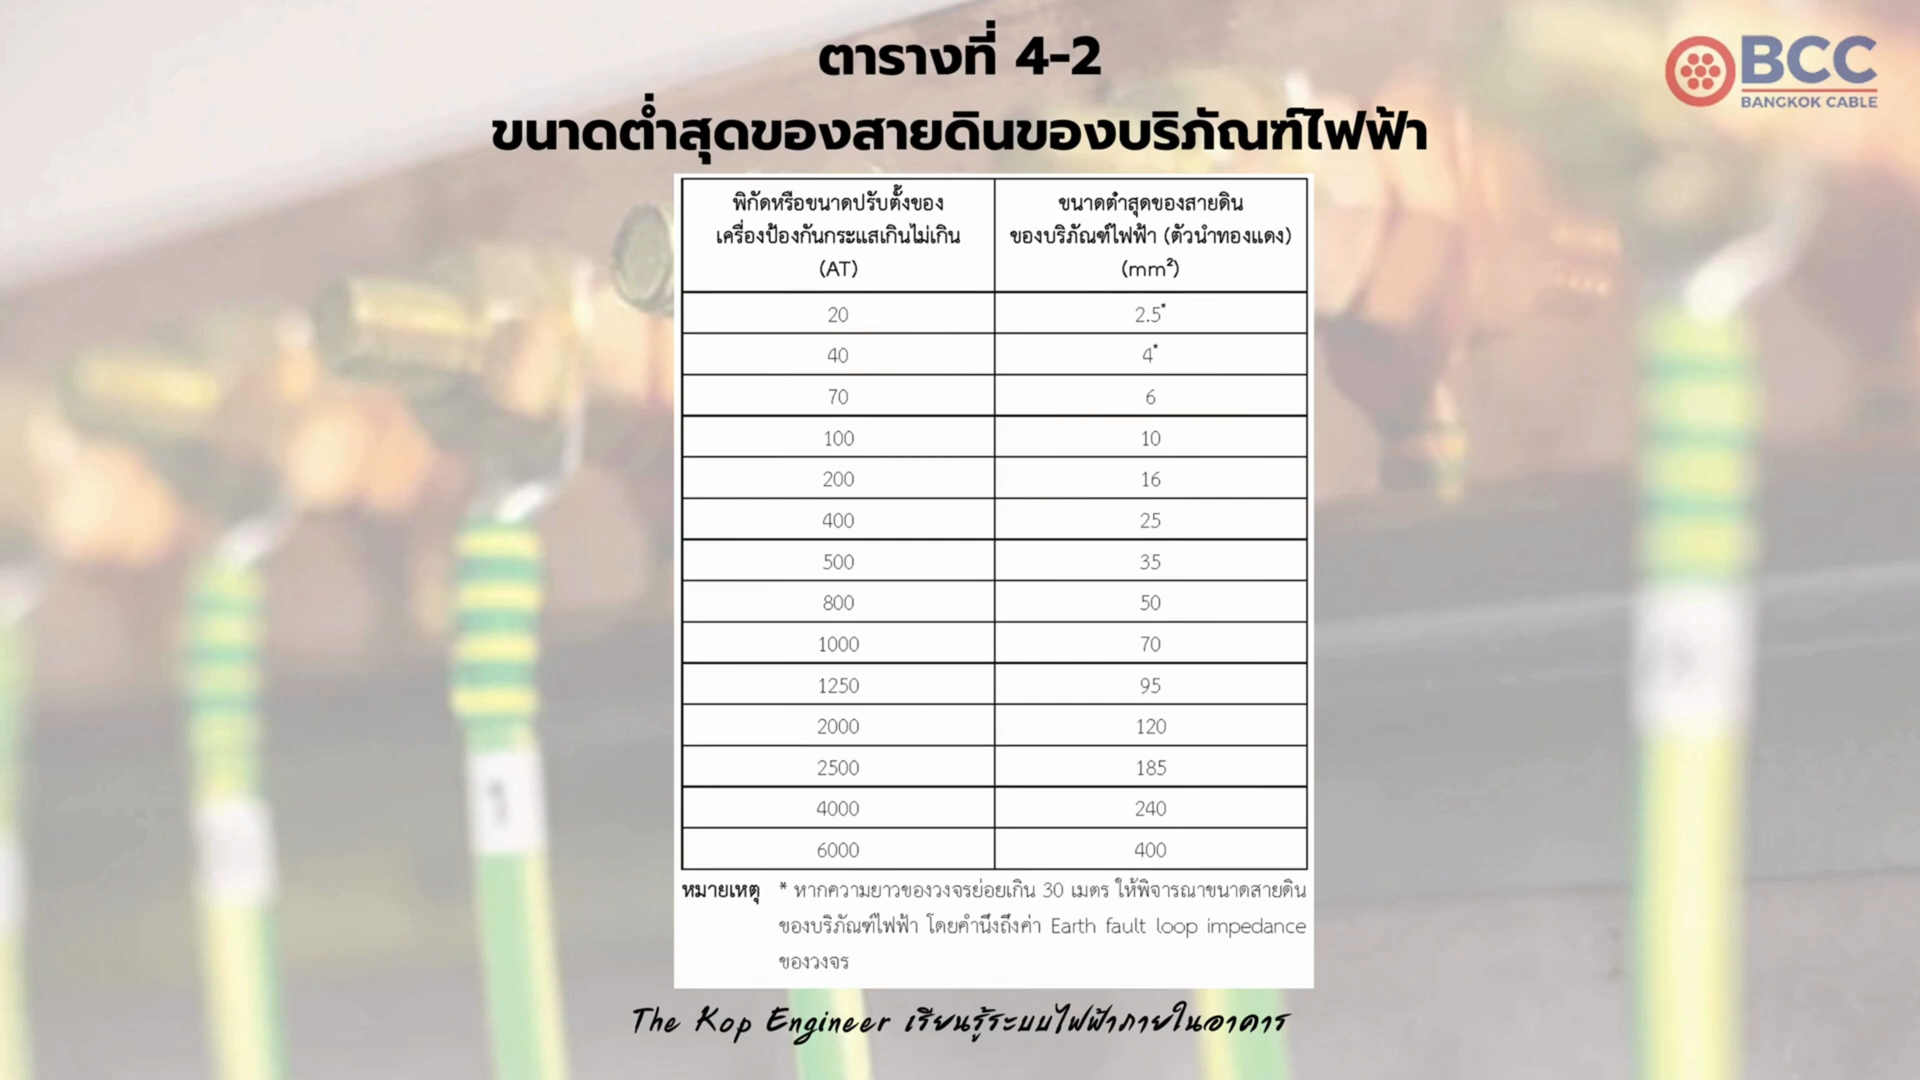 ตารางที่ 4-2
ขนาดต่ำสุดของสายดินของบริภัณฑ์ไฟฟ้า
BCC
BANGKOK CABLE
พิกัดหรือขนาดปรับตั้งของ
เครื่องป้องกันกระแสเกินไม่เกิน
(AT)
ขนาดต่ำสุดของสายดิน
ของบริภัณฑ์ไฟฟ้า (ตัวนำทองแดง)
(mm²)
20 2.5*
40 4*
70 6
100 10
200 16
400 25
500 35
800 50
1000 70
1250 95
2000 120
2500 185
4000 240
6000 400
หมายเหตุ * หากความยาวของวงจรย่อยเกิน 30 เมตร ให้พิจารณาขนาดสายดิน
ของบริภัณฑ์ไฟฟ้า โดยคำนึงถึงค่า Earth fault loop impedance
ของวงจร
The Kop Engineer เรียนรู้ระบบไฟฟ้าภายในอาคาร